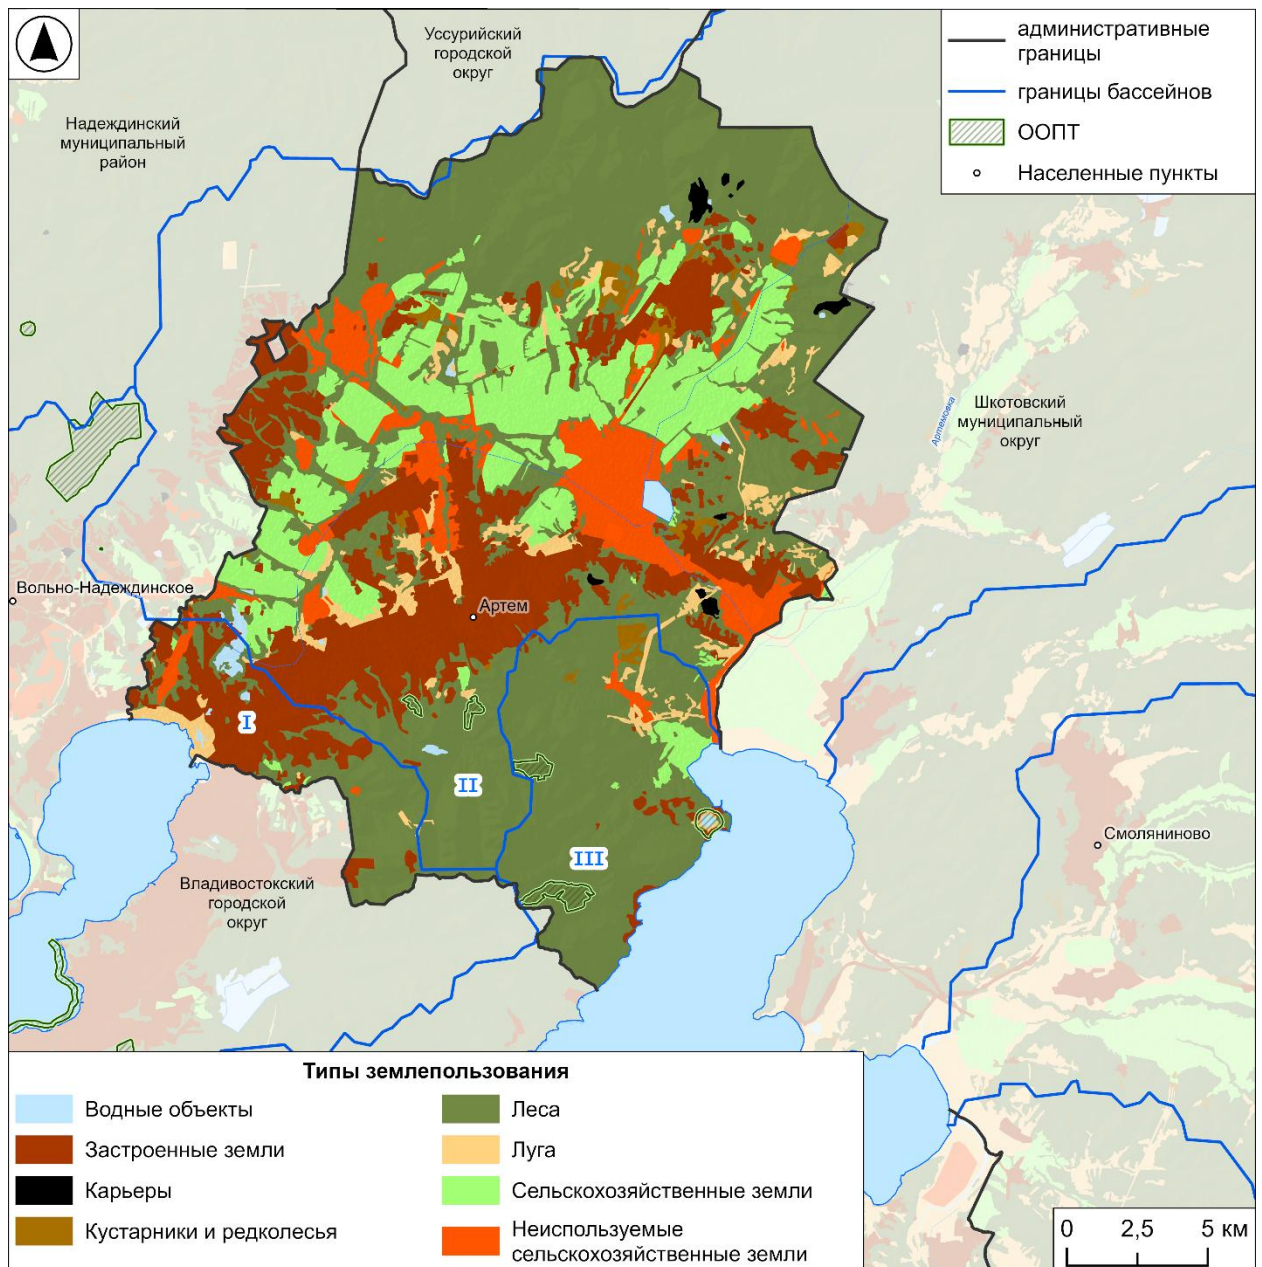 Уссурийский
городской
округ
административные
границы
границы бассейнов
ООПТ
Населенные пункты
Надеждинский
муниципальный
район
Шкотовский
муниципальный
округ
Артемовка
Вольно-Надеждинское
Артем
I
II
III
Смоляниново
Владивостокский
городской
округ
Типы землепользования
Водные объекты
Застроенные земли
Карьеры
Кустарники и редколесья
Леса
Луга
Сельскохозяйственные земли
Неиспользуемые
сельскохозяйственные земли
0 2,5 5 км